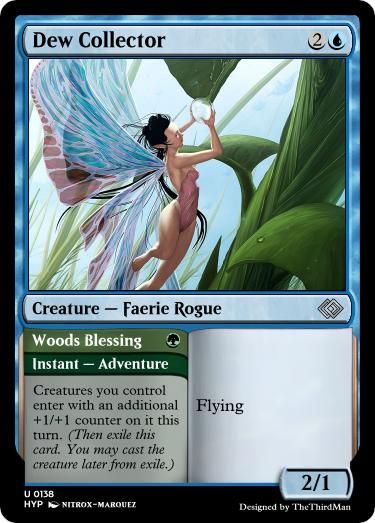 Dew Collector 2
Creature — Faerie Rogue
Woods Blessing
Instant — Adventure
Creatures you control
enter with an additional
+1/+1 counter on it this
turn. (Then exile this
card. You may cast the
creature later from exile.)
Flying
2/1
U 0138
HYP NITROX-MARQUEZ
Designed by TheThirdMan